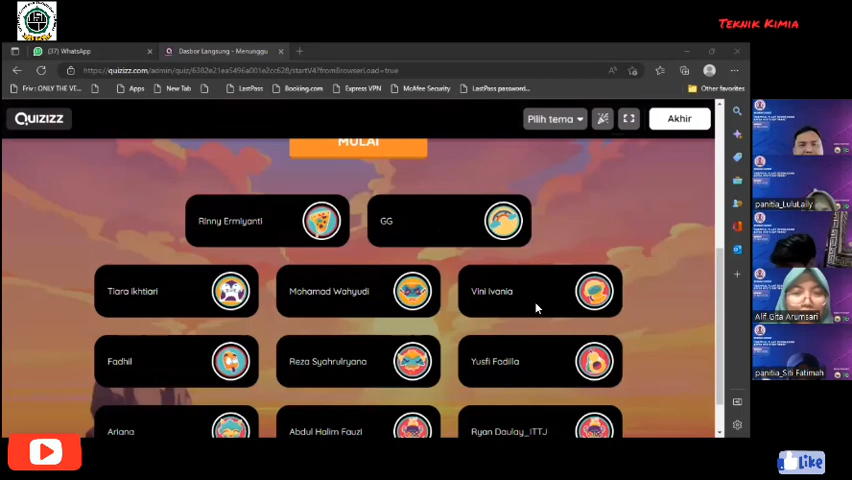 TEKNIK KIMIA
(37) WhatsApp
Dasbor Langsung - Menunggu
https://quizizz.com/admin/quiz/6382e21ea5496a001e2cc628/startV4?fromBrowserLoad=true
Friv : ONLY THE VE...
Apps
New Tab
LastPass
Booking.com
Express VPN
McAfee Security
LastPass password...
Other favorites
QUIZIZZ
Pilih tema
Akhir
MULAI
Rinny Ermiyanti
GG
Tiara Ikhtiari
Mohamad Wahyudi
Vini Ivania
Fadhil
Reza Syahrulryana
Yusfi Fadilla
Ariana
Abdul Halim Fauzi
Ryan Daulay_ITTJ
panitia_LuluLaily
Alif Gita Arumsari
panitia_Siti Fatimah
Like